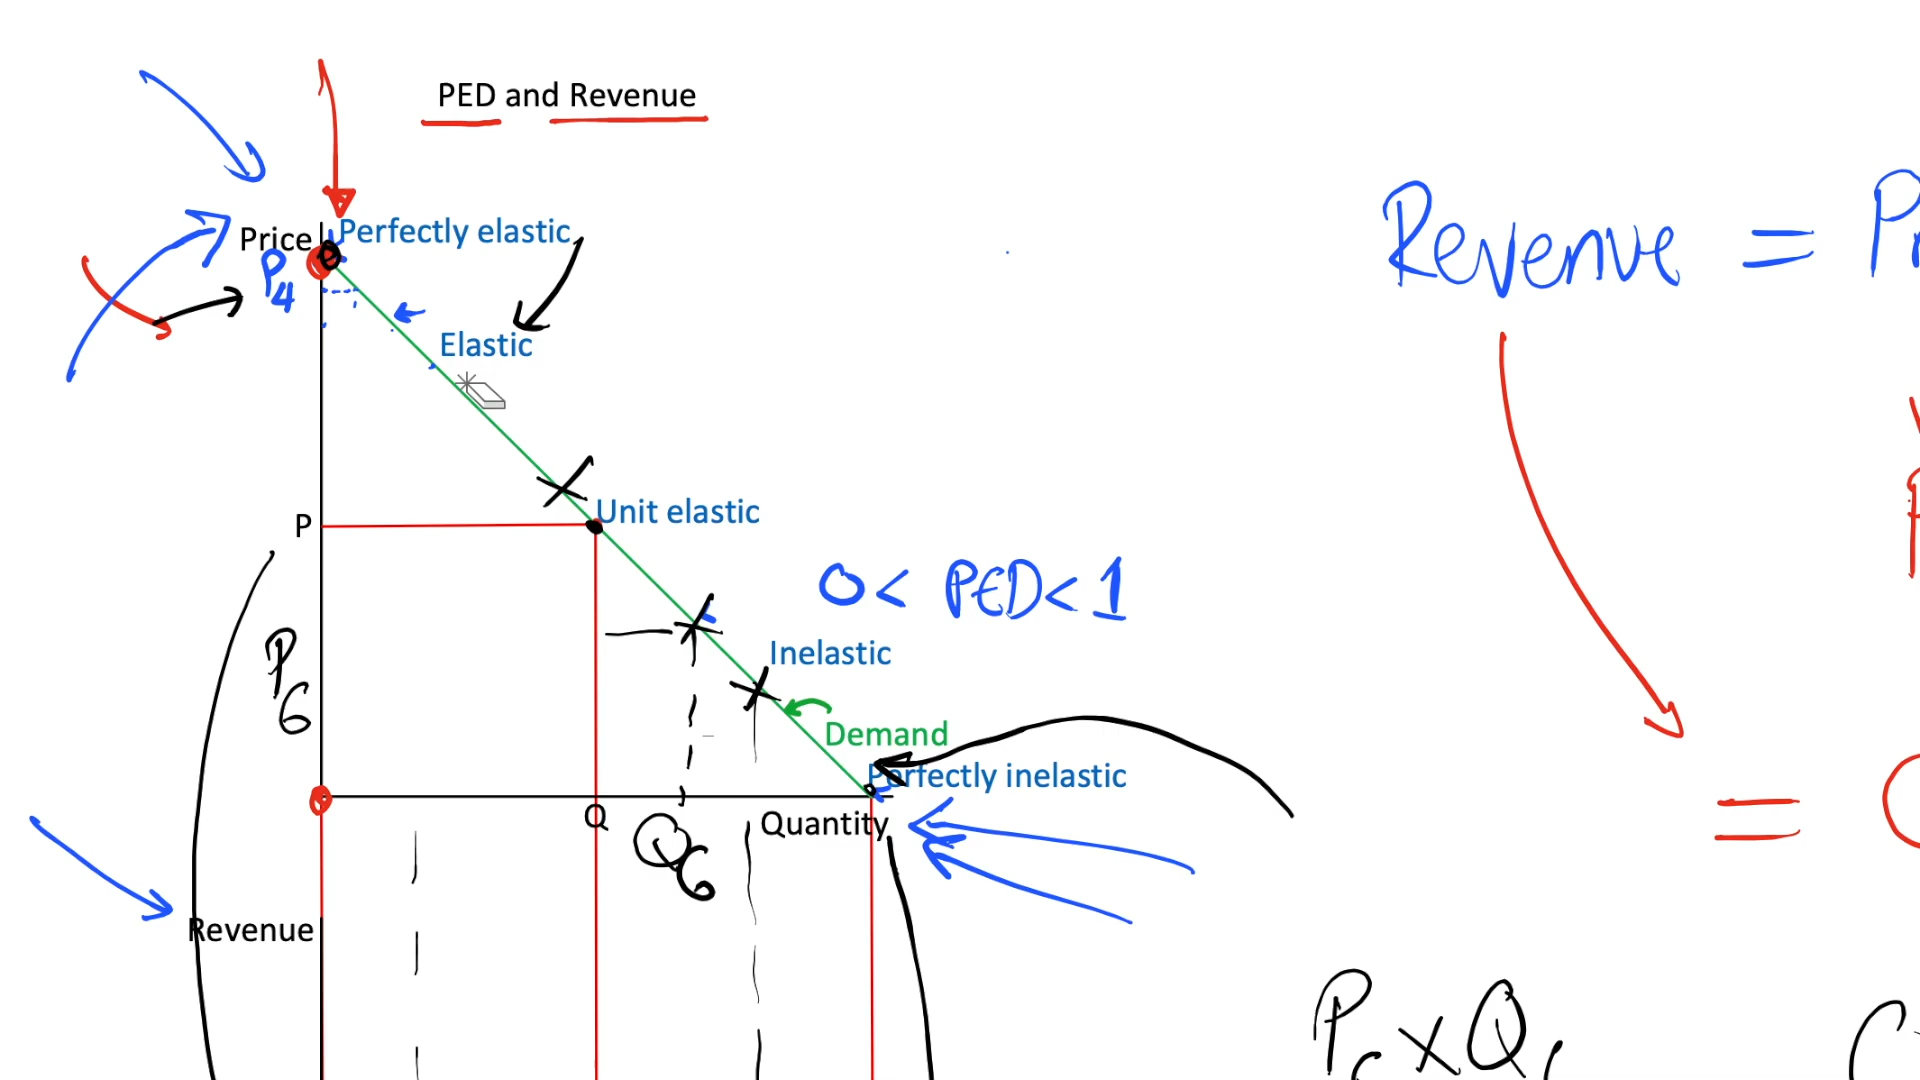 PED and Revenue
Price
Perfectly elastic
P4
Elastic
Revenue =
P
Unit elastic
0 < PED < 1
P6
Inelastic
Demand
Perfectly inelastic
=
Q
Quantity
Q6
Revenue
P6 × Q